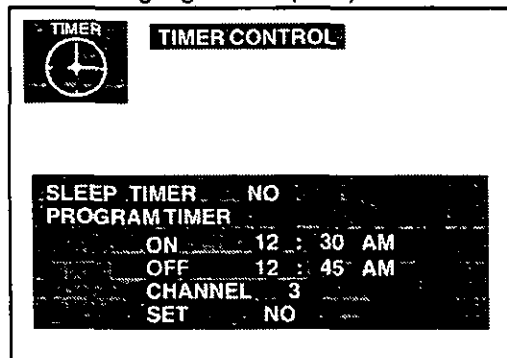 TIMER
TIMER CONTROL
SLEEP TIMER NO
PROGRAM TIMER
ON 12 : 30 AM
OFF 12 : 45 AM
CHANNEL 3
SET NO